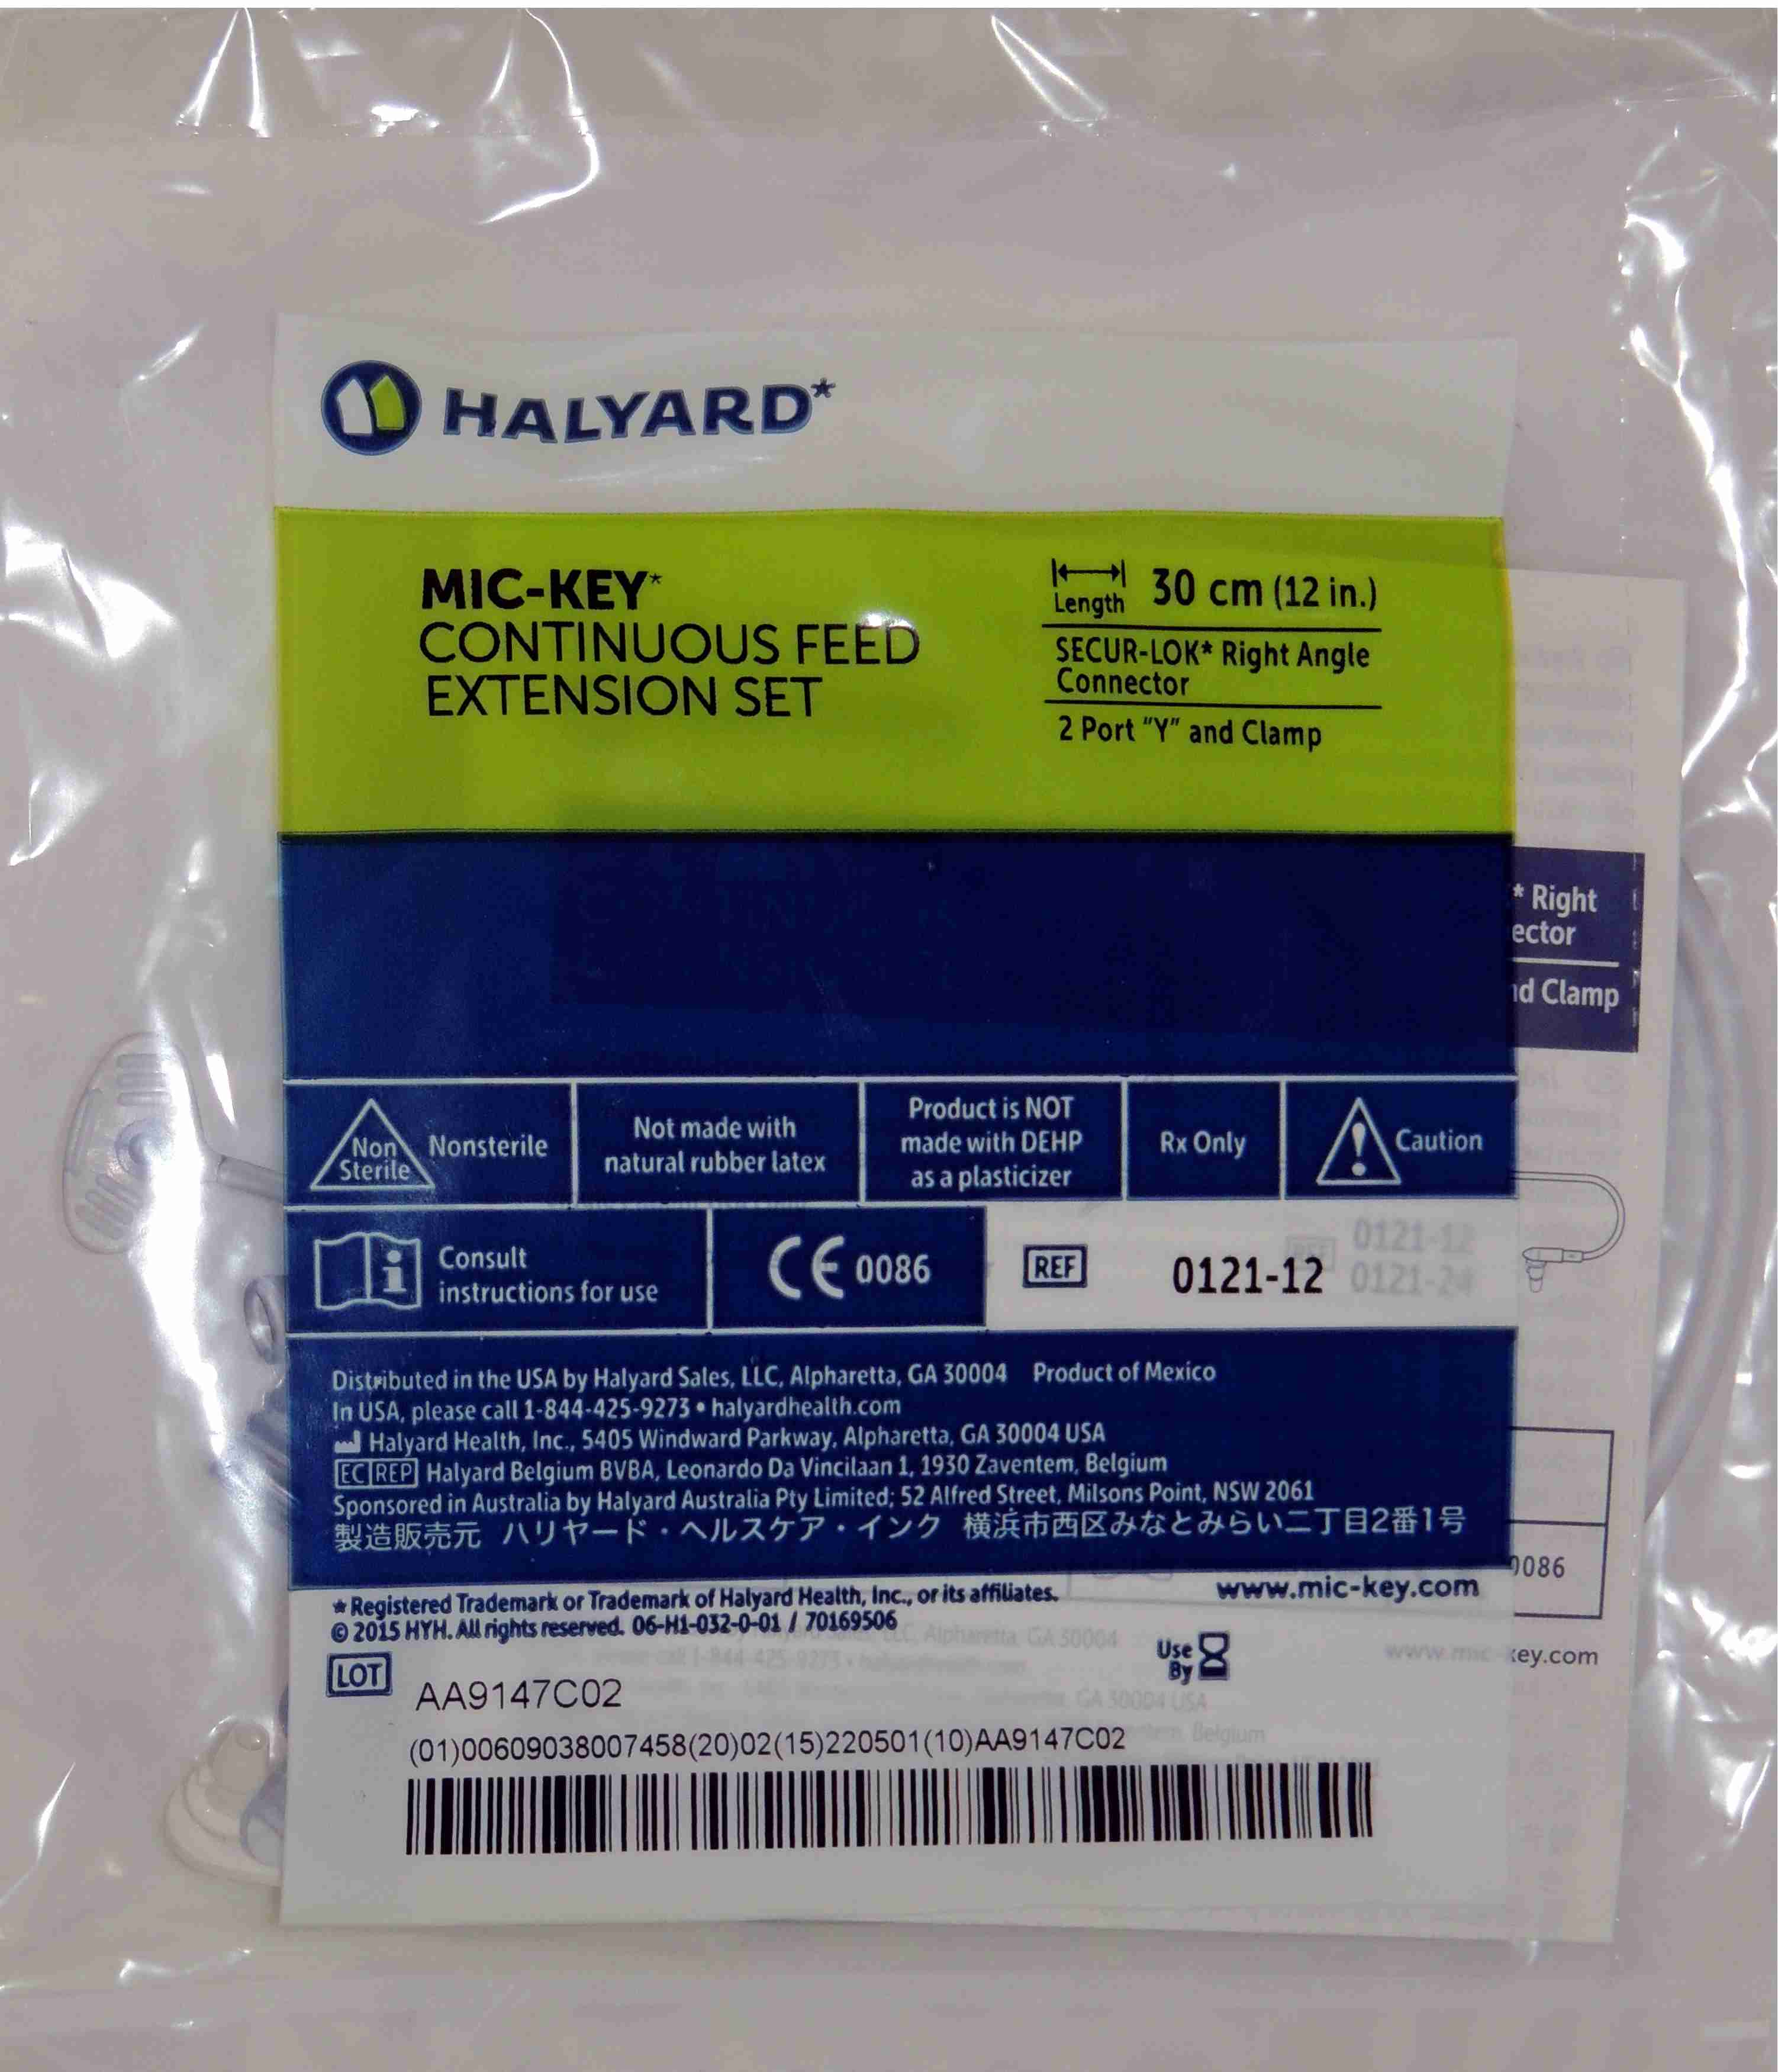 HALYARD*
MIC-KEY*
CONTINUOUS FEED
EXTENSION SET
Length 30 cm (12 in.)
SECUR-LOK* Right Angle
Connector
2 Port "Y" and Clamp
* Right
ector
nd Clamp
Non
Sterile
Nonsterile
Not made with
natural rubber latex
Product is NOT
made with DEHP
as a plasticizer
Rx Only
Caution
Consult
instructions for use
CE 0086
REF 0121-12
0121-12
0121-24
Distributed in the USA by Halyard Sales, LLC, Alpharetta, GA 30004 Product of Mexico
In USA, please call 1-844-425-9273 • halyardhealth.com
Halyard Health, Inc., 5405 Windward Parkway, Alpharetta, GA 30004 USA
EC REP Halyard Belgium BVBA, Leonardo Da Vincilaan 1, 1930 Zaventem, Belgium
Sponsored in Australia by Halyard Australia Pty Limited; 52 Alfred Street, Milsons Point, NSW 2061
製造販売元 ハリヤード・ヘルスケア・インク 横浜市西区みなとみらい二丁目2番1号
0086
* Registered Trademark or Trademark of Halyard Health, Inc., or its affiliates. www.mic-key.com
© 2015 HYH. All rights reserved. 06-H1-032-0-01 / 70169506
Use
By
www.mic-key.com
LOT AA9147C02
(01)00609038007458(20)02(15)220501(10)AA9147C02